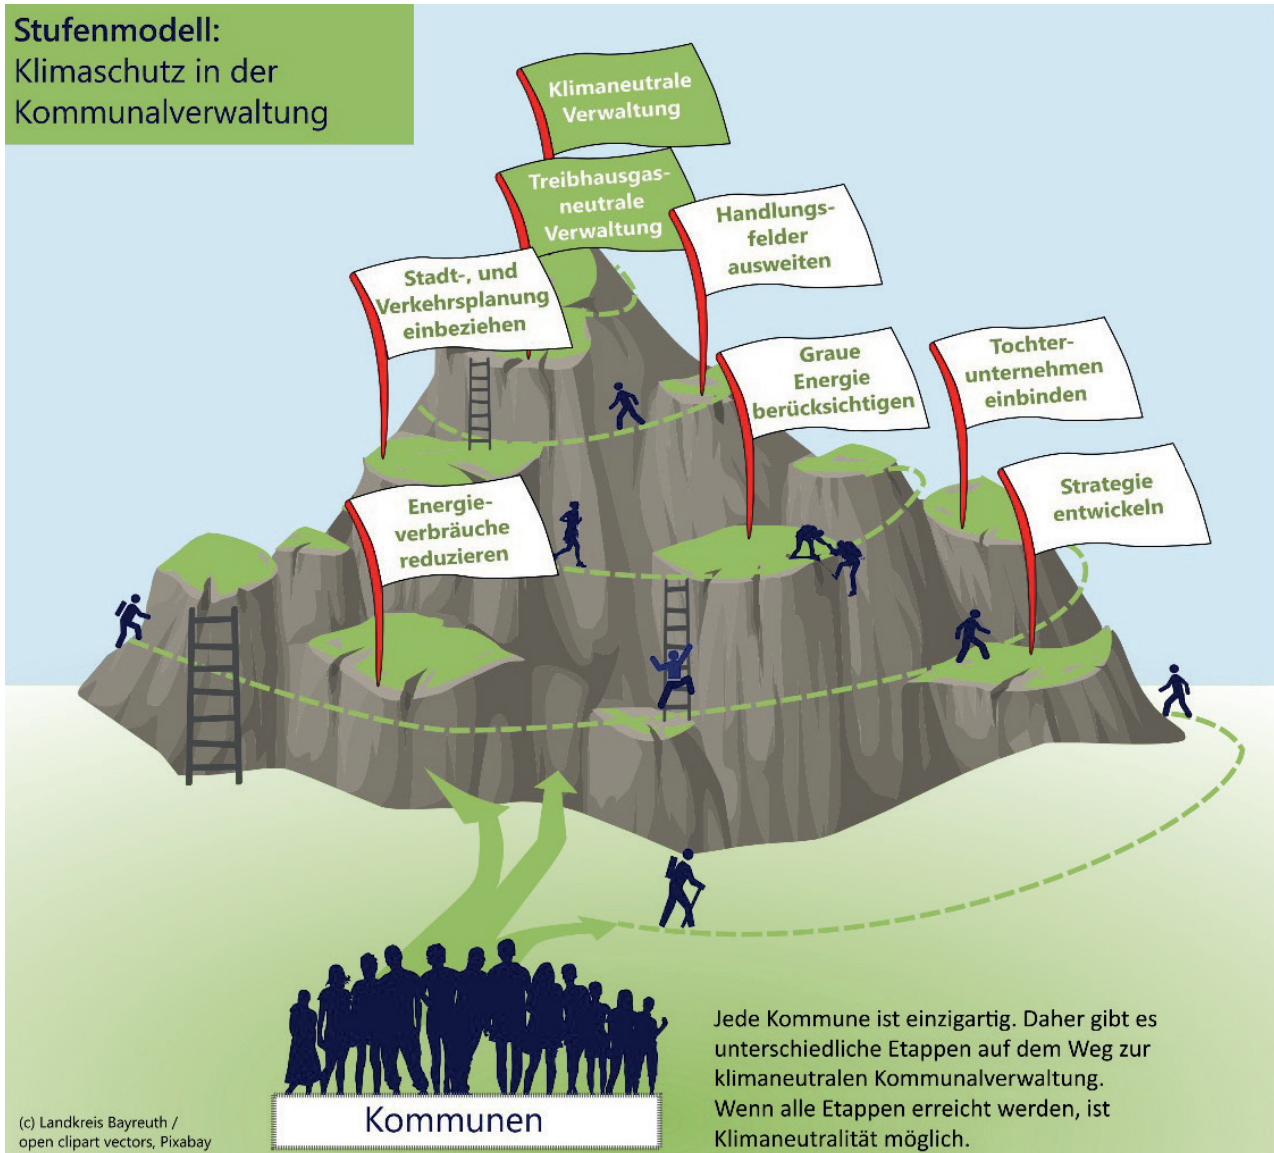 Stufenmodell:
Klimaschutz in der
Kommunalverwaltung
Klimaneutrale
Verwaltung
Treibhausgas-
neutrale
Verwaltung
Handlungs-
felder
ausweiten
Stadt-, und
Verkehrsplanung
einbeziehen
Graue
Energie
berücksichtigen
Tochter-
unternehmen
einbinden
Strategie
entwickeln
Energie-
verbräuche
reduzieren
Kommunen
Jede Kommune ist einzigartig. Daher gibt es
unterschiedliche Etappen auf dem Weg zur
klimaneutralen Kommunalverwaltung.
Wenn alle Etappen erreicht werden, ist
Klimaneutralität möglich.
(c) Landkreis Bayreuth /
open clipart vectors, Pixabay